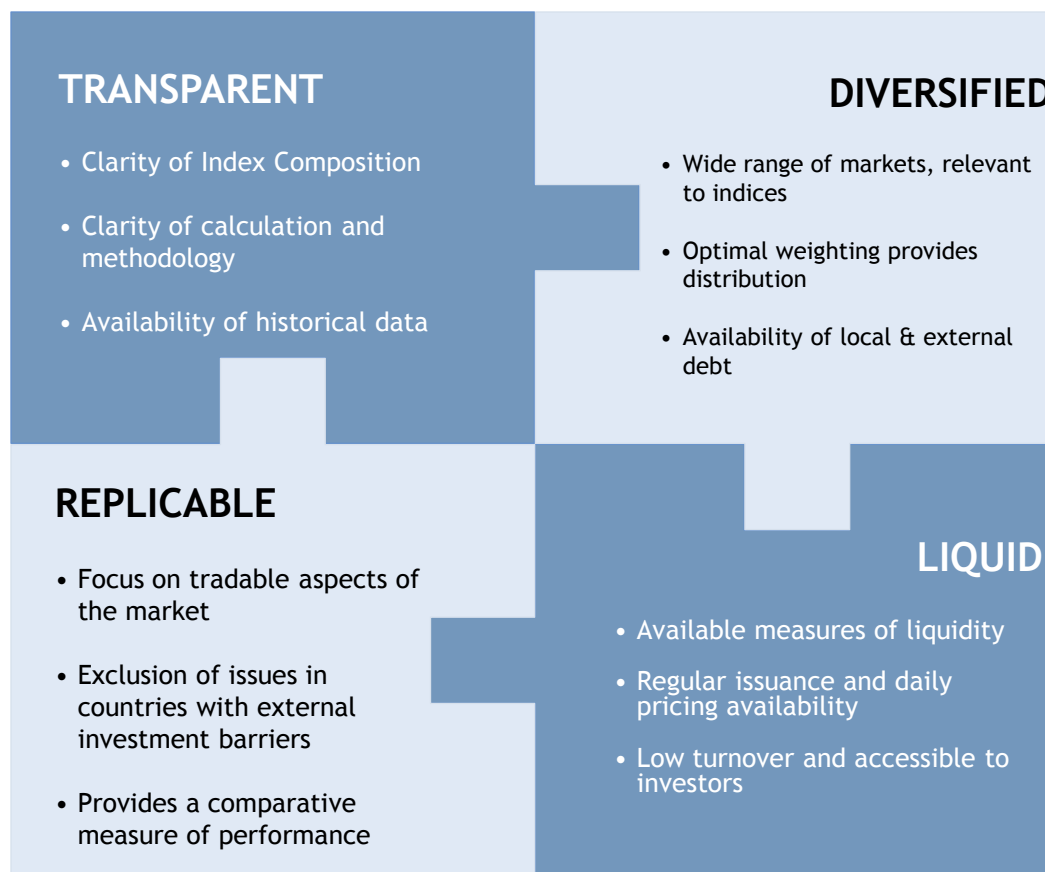 TRANSPARENT
• Clarity of Index Composition
• Clarity of calculation and
methodology
• Availability of historical data
DIVERSIFIED
• Wide range of markets, relevant
to indices
• Optimal weighting provides
distribution
• Availability of local & external
debt
REPLICABLE
• Focus on tradable aspects of
the market
• Exclusion of issues in
countries with external
investment barriers
• Provides a comparative
measure of performance
LIQUID
• Available measures of liquidity
• Regular issuance and daily
pricing availability
• Low turnover and accessible to
investors